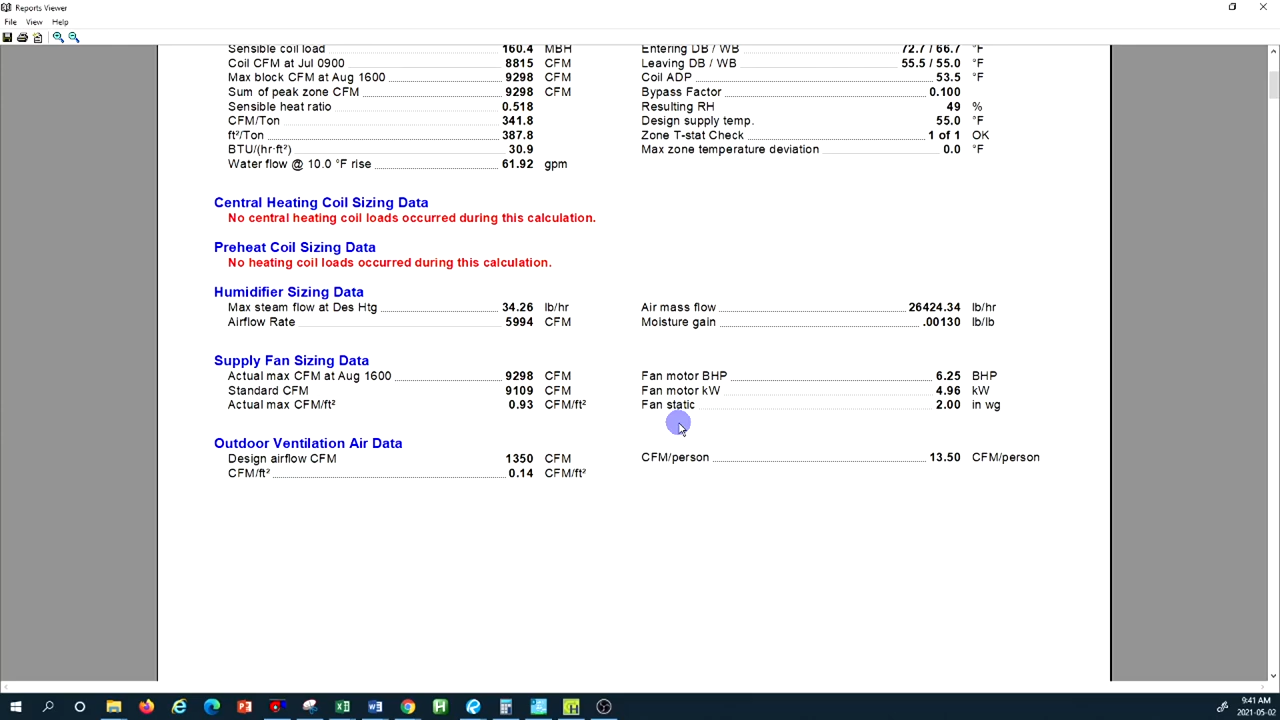 Reports Viewer
File View Help
Sensible coil load 160.4 MBH
Coil CFM at Jul 0900 8815 CFM
Max block CFM at Aug 1600 9298 CFM
Sum of peak zone CFM 9298 CFM
Sensible heat ratio 0.518
CFM/Ton 341.8
ft²/Ton 387.8
BTU/(hr·ft²) 30.9
Water flow @ 10.0 °F rise 61.92 gpm
Entering DB / WB 72.7 / 66.7 °F
Leaving DB / WB 55.5 / 55.0 °F
Coil ADP 53.5 °F
Bypass Factor 0.100
Resulting RH 49 %
Design supply temp. 55.0 °F
Zone T-stat Check 1 of 1 OK
Max zone temperature deviation 0.0 °F
Central Heating Coil Sizing Data
No central heating coil loads occurred during this calculation.
Preheat Coil Sizing Data
No heating coil loads occurred during this calculation.
Humidifier Sizing Data
Max steam flow at Des Htg 34.26 lb/hr
Airflow Rate 5994 CFM
Air mass flow 26424.34 lb/hr
Moisture gain .00130 lb/lb
Supply Fan Sizing Data
Actual max CFM at Aug 1600 9298 CFM
Standard CFM 9109 CFM
Actual max CFM/ft² 0.93 CFM/ft²
Fan motor BHP 6.25 BHP
Fan motor kW 4.96 kW
Fan static 2.00 in wg
Outdoor Ventilation Air Data
Design airflow CFM 1350 CFM
CFM/ft² 0.14 CFM/ft²
CFM/person 13.50 CFM/person
9:41 AM
2021-05-02